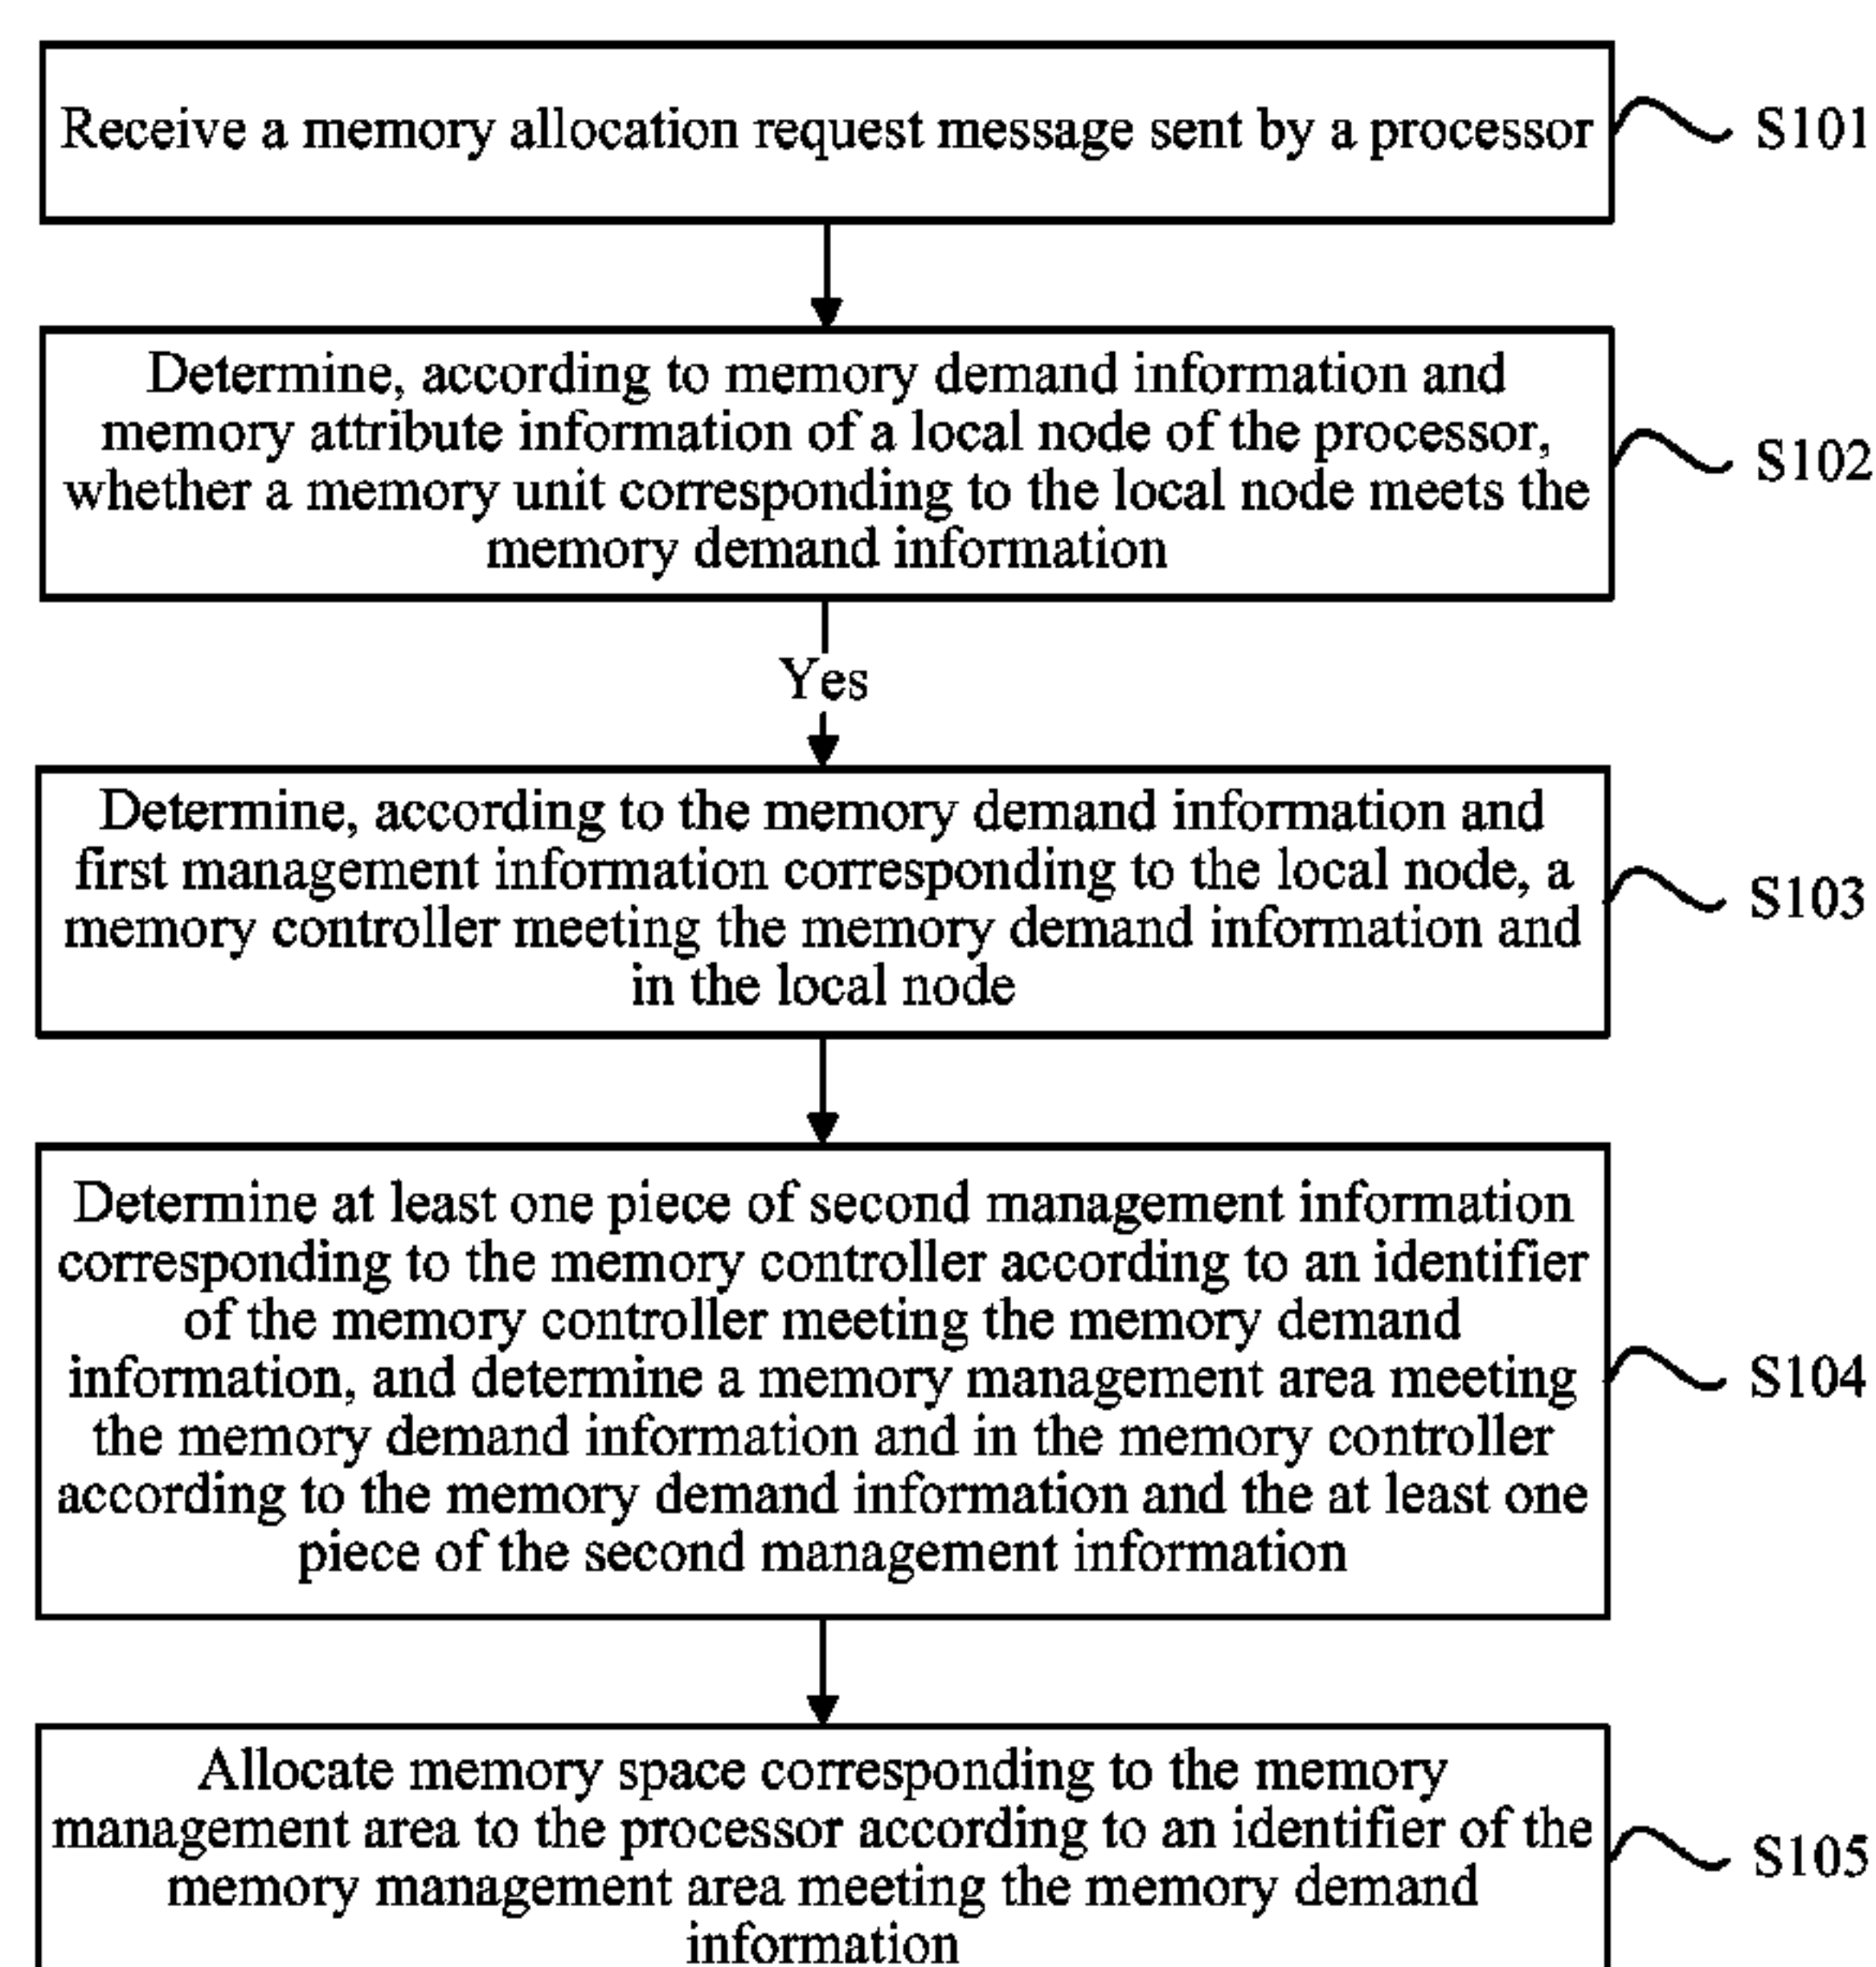 Receive a memory allocation request message sent by a processor
S101
Determine, according to memory demand information and
memory attribute information of a local node of the processor,
whether a memory unit corresponding to the local node meets the
memory demand information
S102
Yes
Determine, according to the memory demand information and
first management information corresponding to the local node, a
memory controller meeting the memory demand information and
in the local node
S103
Determine at least one piece of second management information
corresponding to the memory controller according to an identifier
of the memory controller meeting the memory demand
information, and determine a memory management area meeting
the memory demand information and in the memory controller
according to the memory demand information and the at least one
piece of the second management information
S104
Allocate memory space corresponding to the memory
management area to the processor according to an identifier of the
memory management area meeting the memory demand
information
S105